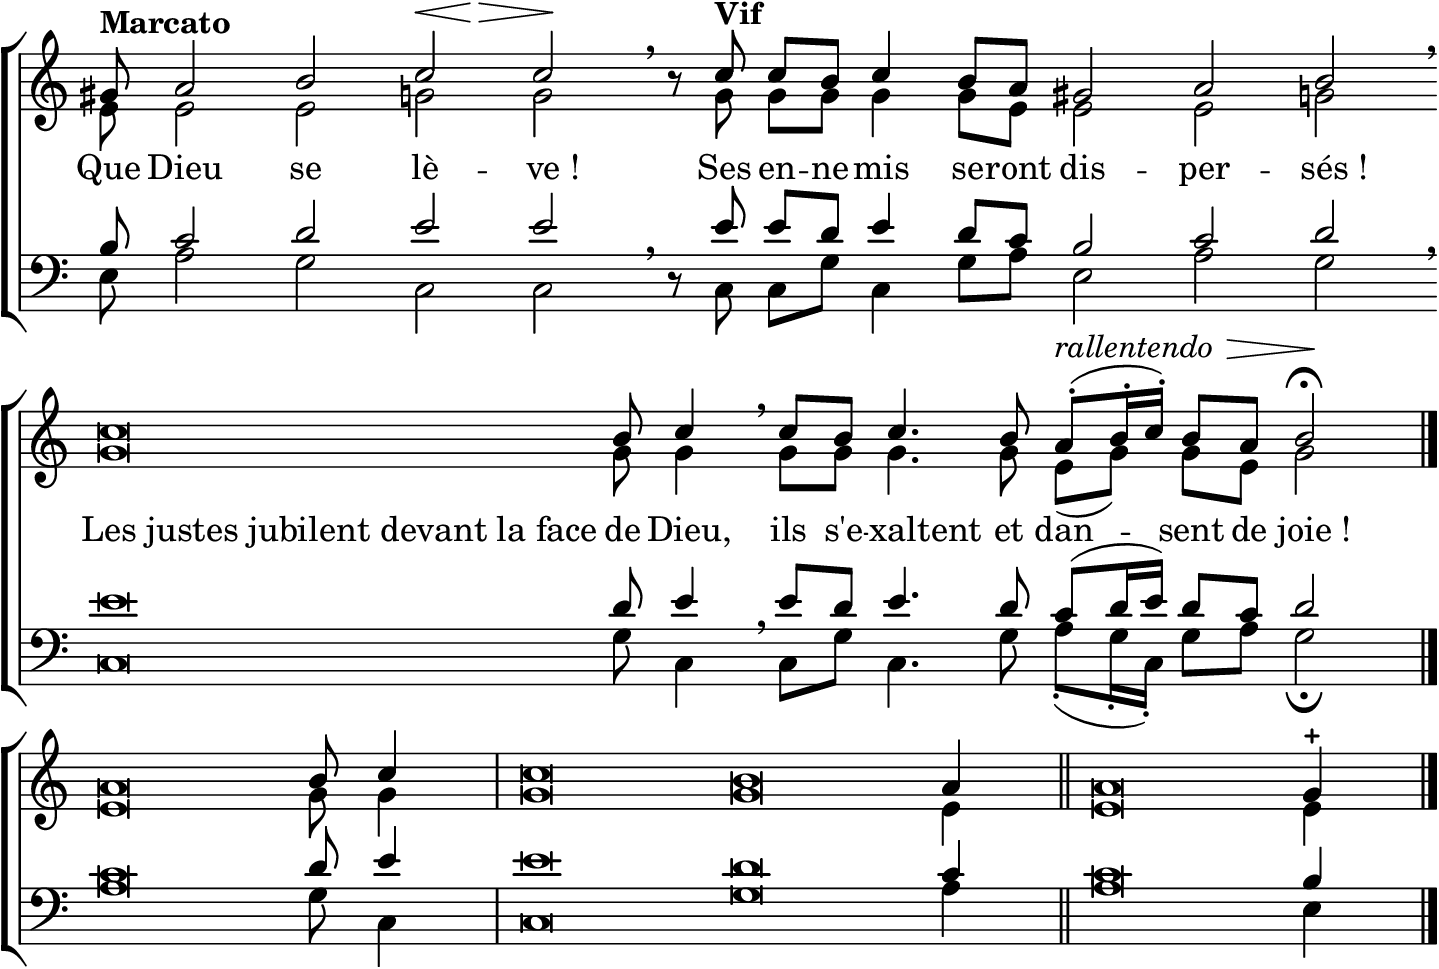 Marcato Vif
Que Dieu se lè - ve ! Ses en - ne - mis seront dis - per - sés !
rallentendo
Les justes jubilent devant la face de Dieu, ils s'e - xaltent et dan - sent de joie !